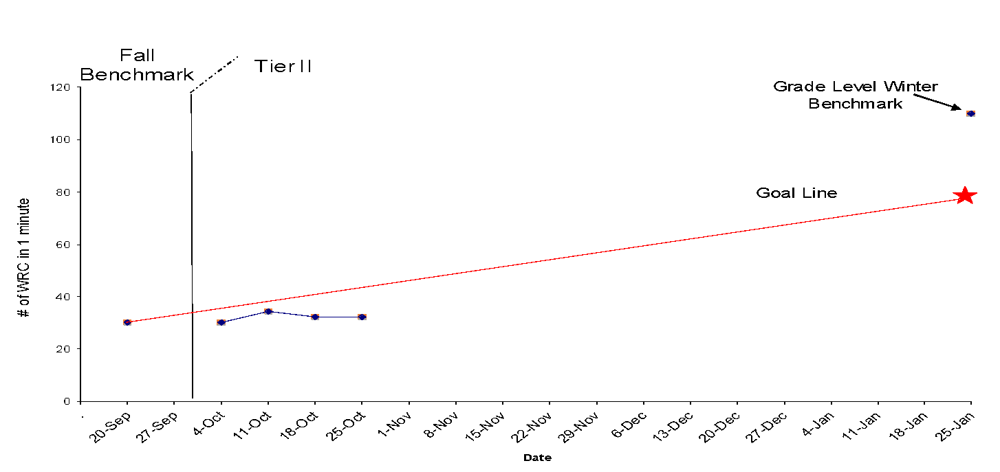 Fall
Benchmark
Tier II
Grade Level Winter
Benchmark
Goal Line
# of WRC in 1 minute
120
100
80
60
40
20
0
.
20-Sep
27-Sep
4-Oct
11-Oct
18-Oct
25-Oct
1-Nov
8-Nov
15-Nov
22-Nov
29-Nov
6-Dec
13-Dec
20-Dec
27-Dec
4-Jan
11-Jan
18-Jan
25-Jan
Date